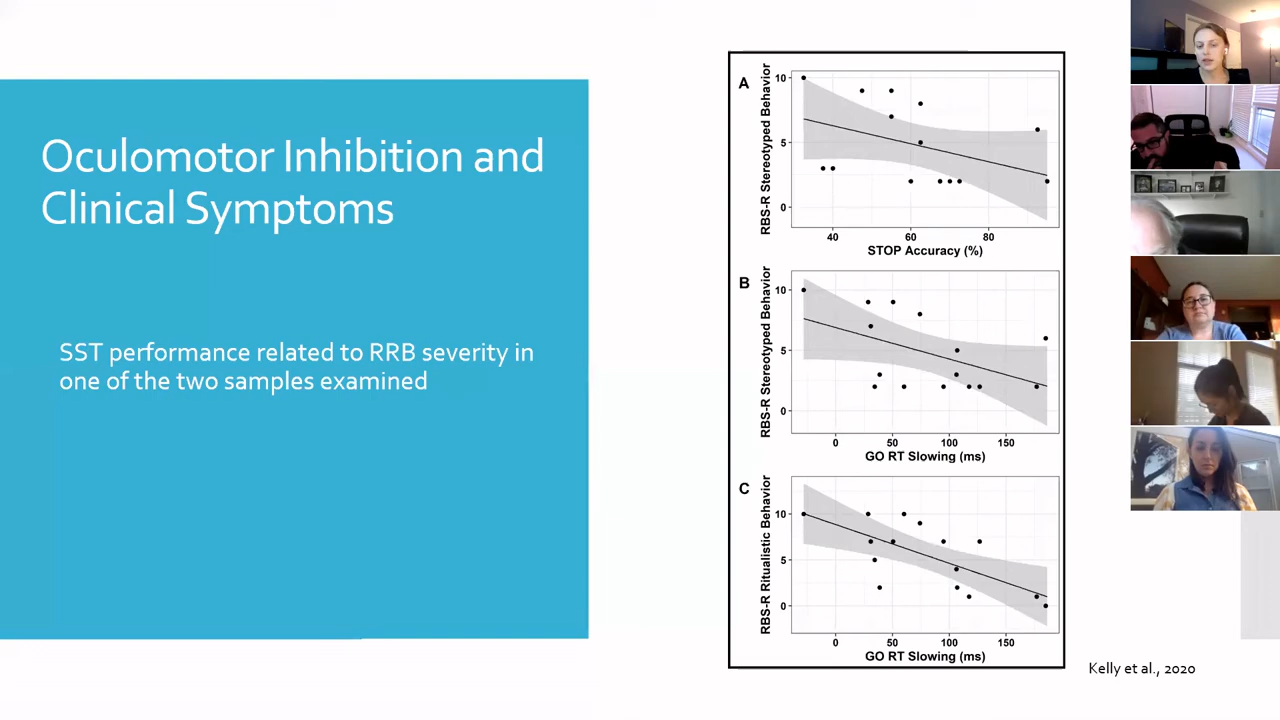 Oculomotor Inhibition and
Clinical Symptoms
SST performance related to RRB severity in
one of the two samples examined
A
RBS-R Stereotyped Behavior
10
5
0
40
60
80
STOP Accuracy (%)
B
RBS-R Stereotyped Behavior
10
5
0
0
50
100
150
GO RT Slowing (ms)
C
RBS-R Ritualistic Behavior
10
5
0
0
50
100
150
GO RT Slowing (ms)
Kelly et al., 2020